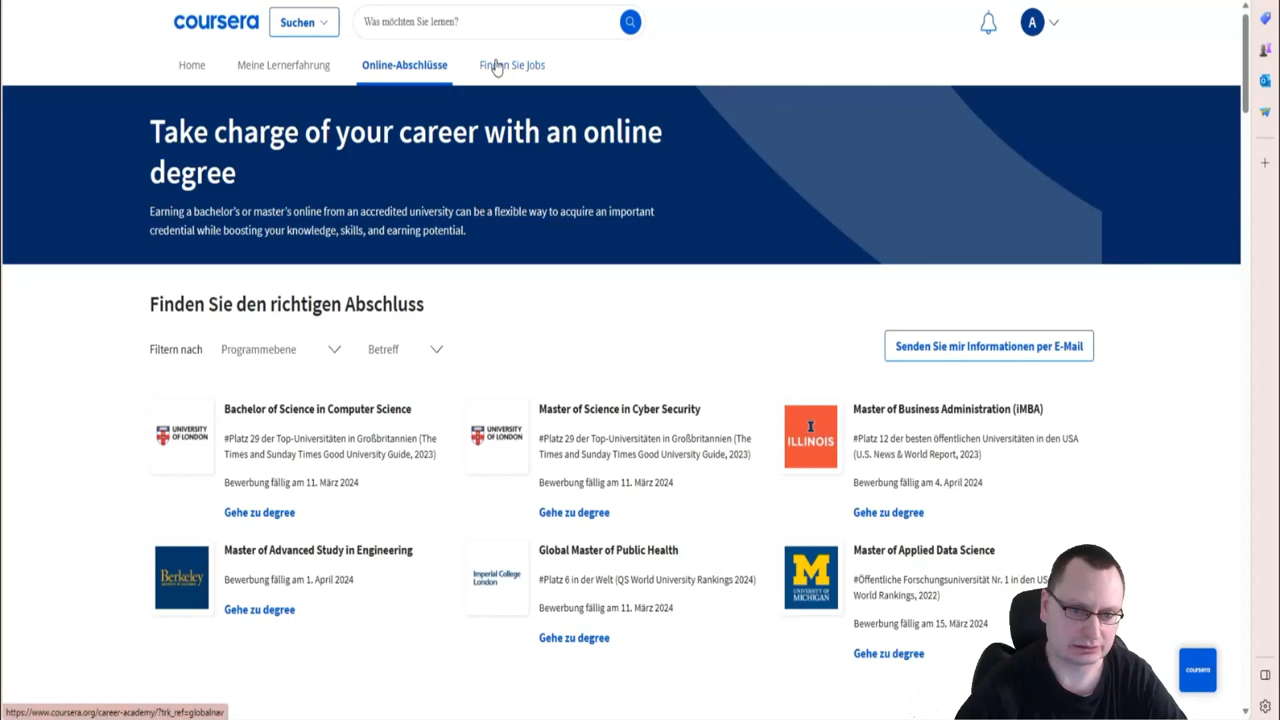 coursera
Suchen
Was möchten Sie lernen?
A
Home
Meine Lernerfahrung
Online-Abschlüsse
Finden Sie Jobs
Take charge of your career with an online
degree
Earning a bachelor's or master's online from an accredited university can be a flexible way to acquire an important
credential while boosting your knowledge, skills, and earning potential.
Finden Sie den richtigen Abschluss
Filtern nach
Programmebene
Betreff
Senden Sie mir Informationen per E-Mail
UNIVERSITY
OF LONDON
Bachelor of Science in Computer Science
#Platz 29 der Top-Universitäten in Großbritannien (The
Times and Sunday Times Good University Guide, 2023)
Bewerbung fällig am 11. März 2024
Gehe zu degree
UNIVERSITY
OF LONDON
Master of Science in Cyber Security
#Platz 29 der Top-Universitäten in Großbritannien (The
Times and Sunday Times Good University Guide, 2023)
Bewerbung fällig am 11. März 2024
Gehe zu degree
I
ILLINOIS
Master of Business Administration (iMBA)
#Platz 12 der besten öffentlichen Universitäten in den USA
(U.S. News & World Report, 2023)
Bewerbung fällig am 4. April 2024
Gehe zu degree
Berkeley
Master of Advanced Study in Engineering
Bewerbung fällig am 1. April 2024
Gehe zu degree
Imperial College
London
Global Master of Public Health
#Platz 6 in der Welt (QS World University Rankings 2024)
Bewerbung fällig am 11. März 2024
Gehe zu degree
M
UNIVERSITY OF
MICHIGAN
Master of Applied Data Science
#Öffentliche Forschungsuniversität Nr. 1 in den US
World Rankings, 2022)
Bewerbung fällig am 15. März 2024
Gehe zu degree
coursera
https://www.coursera.org/career-academy/?trk_ref=globalnav